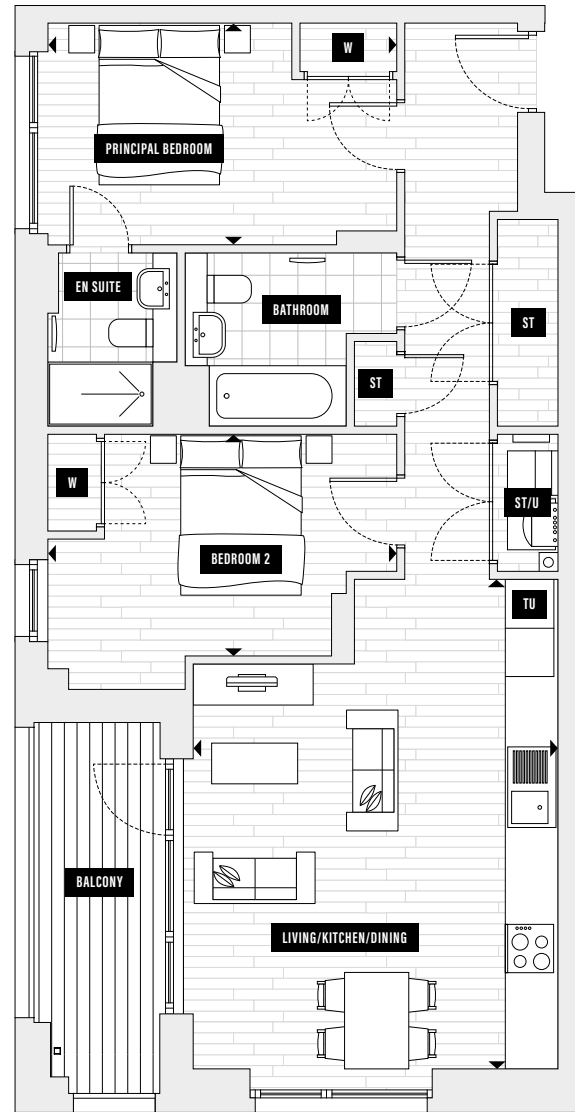 W
PRINCIPAL BEDROOM
EN SUITE
BATHROOM
ST
ST
W
ST/U
BEDROOM 2
TU
BALCONY
LIVING/KITCHEN/DINING